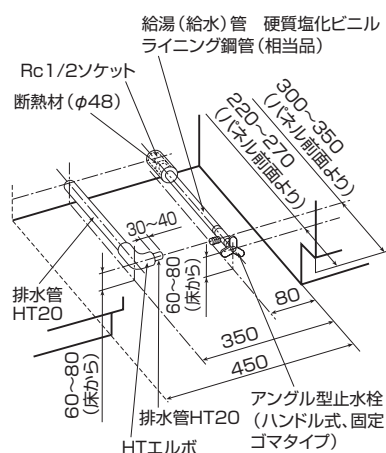 給湯(給水)管 硬質塩化ビニル
ライニング鋼管(相当品)
Rc1/2ソケット
断熱材(φ48)
300〜350
(パネル前面より)
220〜270
(パネル前面より)
30〜40
排水管
HT20
60〜80
(床から)
60〜80
(床から)
80
350
450
排水管HT20
HTエルボ
アングル型止水栓
(ハンドル式、固定
ゴマタイプ)